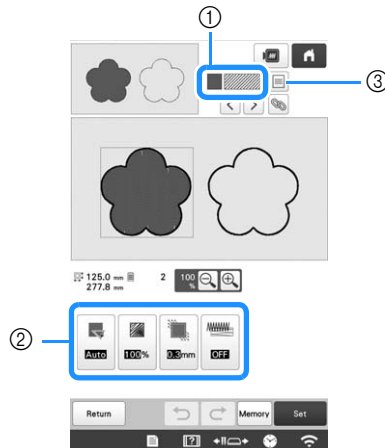 ①
③
125.0 mm 2 100 %
277.8 mm
②
Auto 100% 0.3mm OFF
Return Memory Set